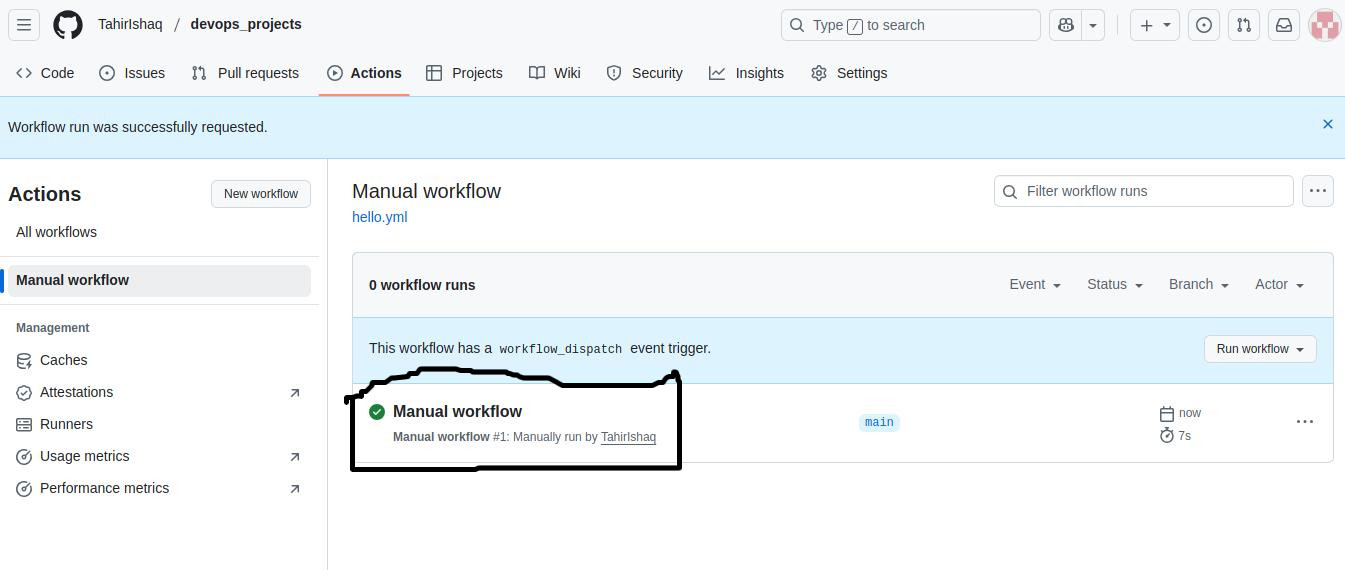 TahirIshaq / devops_projects
Type / to search
Code Issues Pull requests Actions Projects Wiki Security Insights Settings
Workflow run was successfully requested.
Actions
New workflow
All workflows
Manual workflow
Management
Caches
Attestations
Runners
Usage metrics
Performance metrics
Manual workflow
hello.yml
Filter workflow runs
0 workflow runs
Event Status Branch Actor
This workflow has a workflow_dispatch event trigger.
Run workflow
Manual workflow
Manual workflow #1: Manually run by TahirIshaq
main
now
7s